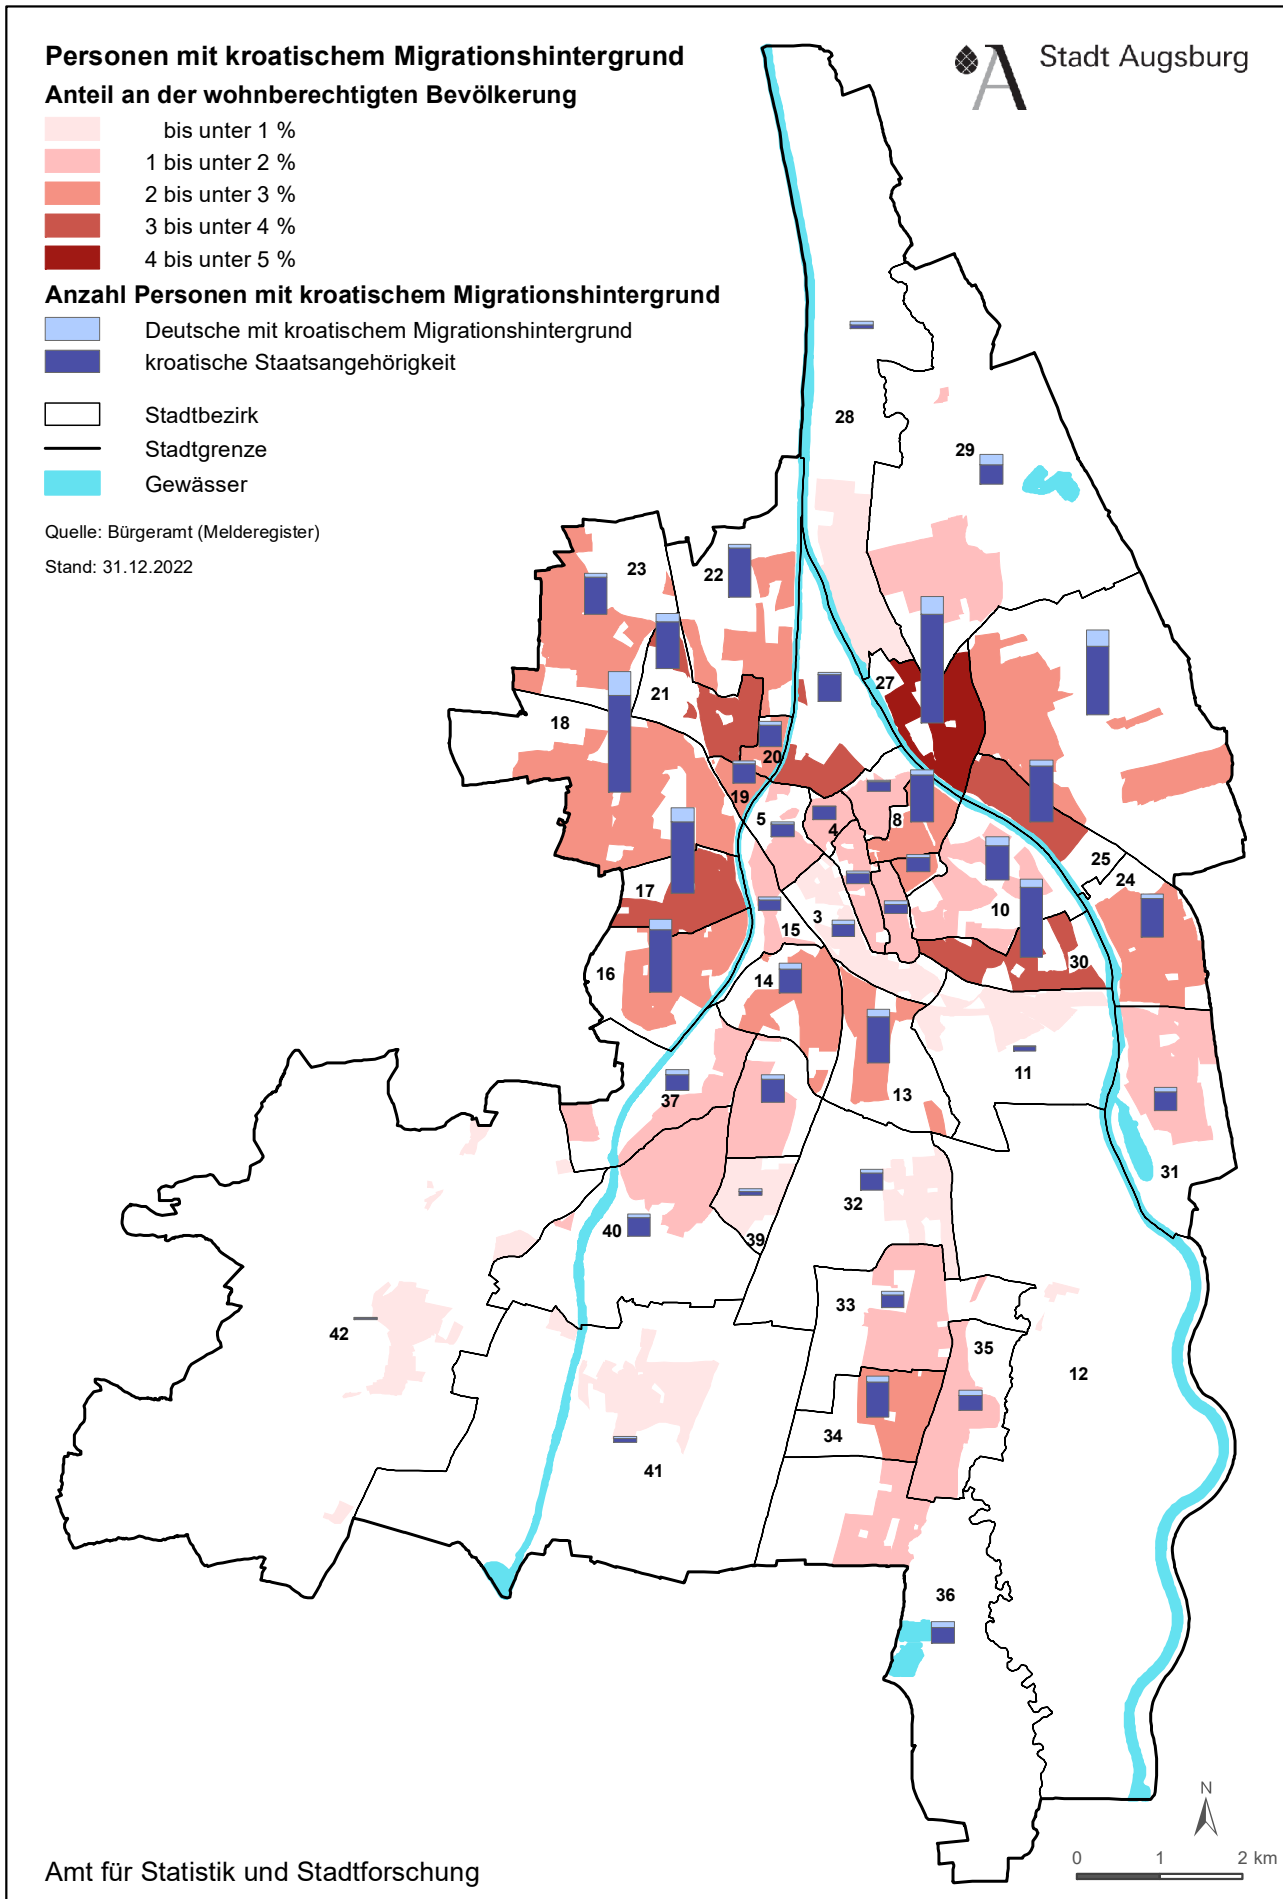 Personen mit kroatischem Migrationshintergrund
Anteil an der wohnberechtigten Bevölkerung
bis unter 1 %
1 bis unter 2 %
2 bis unter 3 %
3 bis unter 4 %
4 bis unter 5 %
Anzahl Personen mit kroatischem Migrationshintergrund
Deutsche mit kroatischem Migrationshintergrund
kroatische Staatsangehörigkeit
Stadtbezirk
Stadtgrenze
Gewässer
Quelle: Bürgeramt (Melderegister)
Stand: 31.12.2022
A Stadt Augsburg
28
29
23
22
27
21
18
20
19
5
4
8
25
24
17
3
10
15
30
16
14
11
13
37
31
32
40
39
33
42
35
12
34
41
36
N
0 1 2 km
Amt für Statistik und Stadtforschung